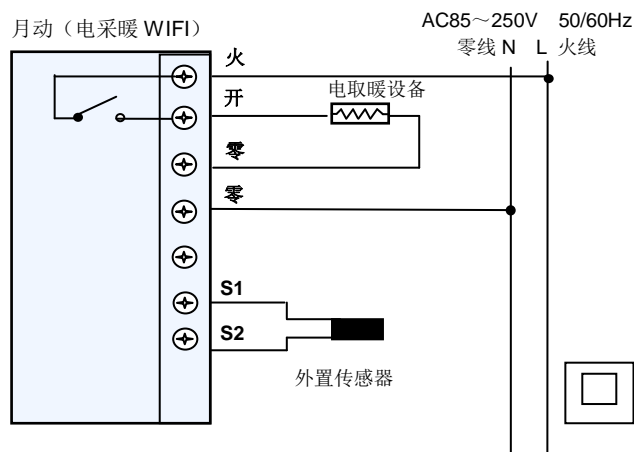 月动（电采暖 WIFI）
AC85～250V 50/60Hz
零线 N L 火线
火
开
电取暖设备
零
零
S1
S2
外置传感器